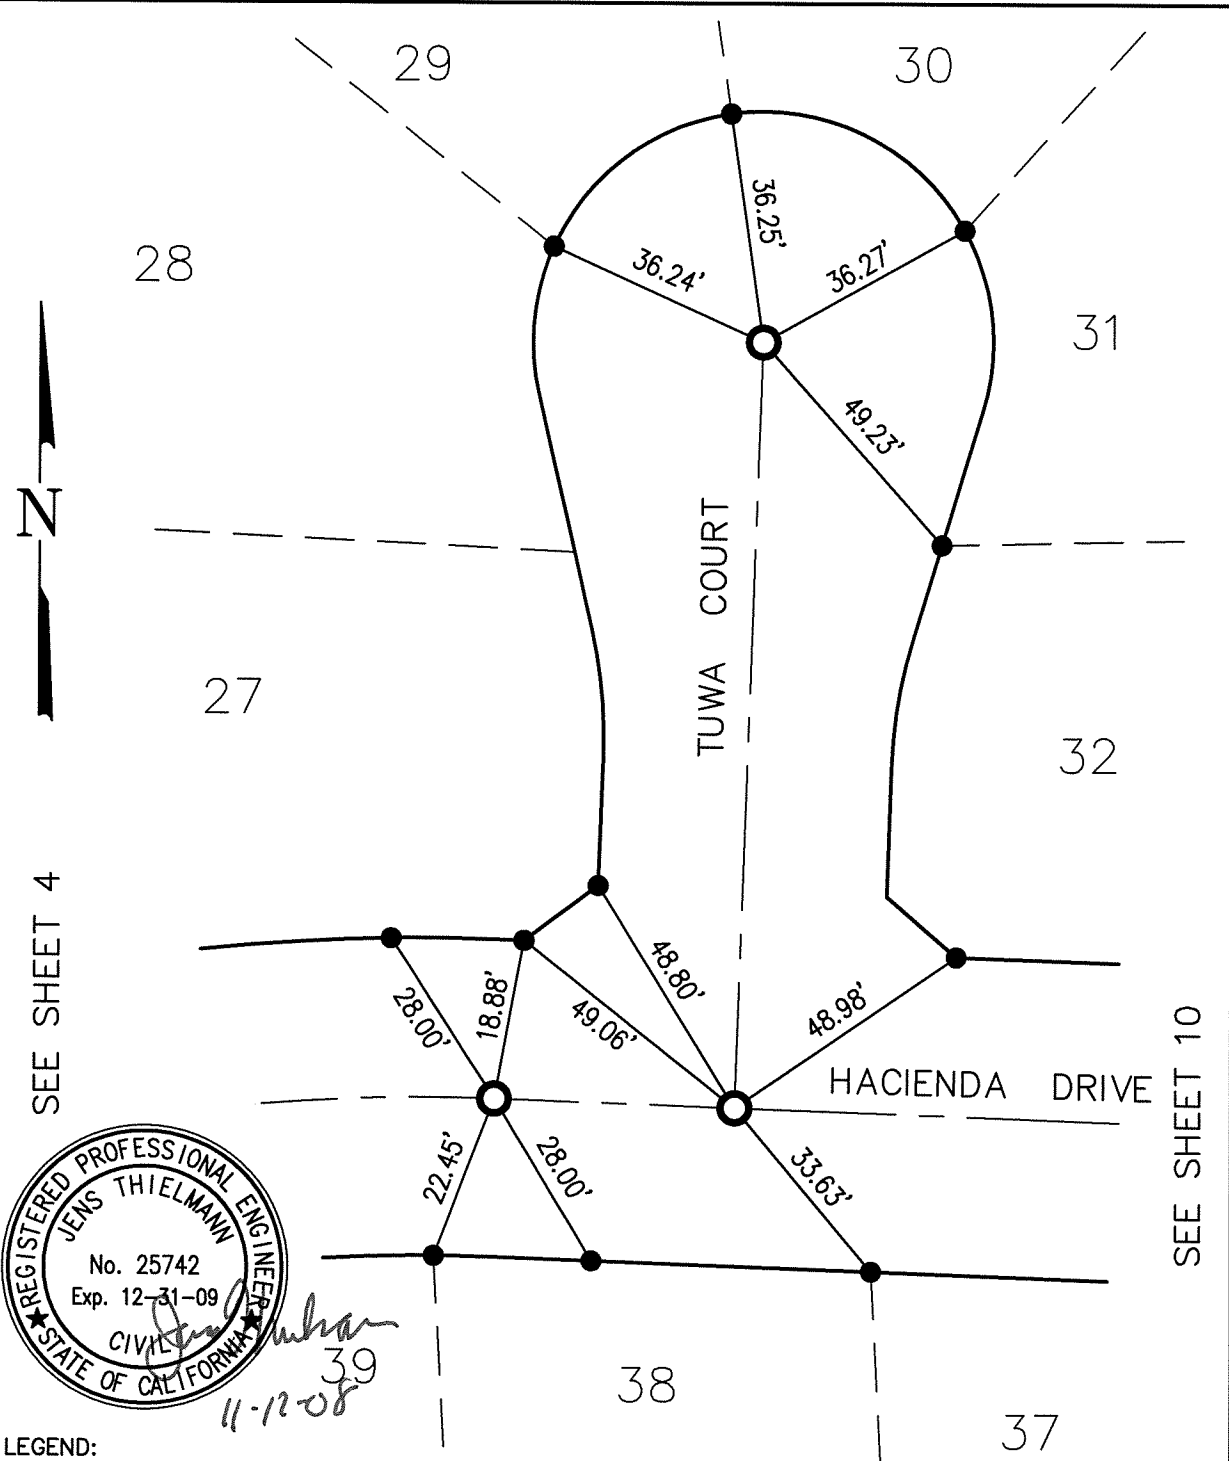 29
30
28
36.25'
36.24'
36.27'
31
49.23'
N
TUWA COURT
27
32
SEE SHEET 4
48.80'
28.00'
18.88'
49.06'
48.98'
HACIENDA DRIVE
SEE SHEET 10
22.45'
28.00'
33.63'
REGISTERED PROFESSIONAL ENGINEER
JENS THIELMANN
No. 25742
Exp. 12-31-09
CIVIL
STATE OF CALIFORNIA
11-12-08
39
38
37
LEGEND: